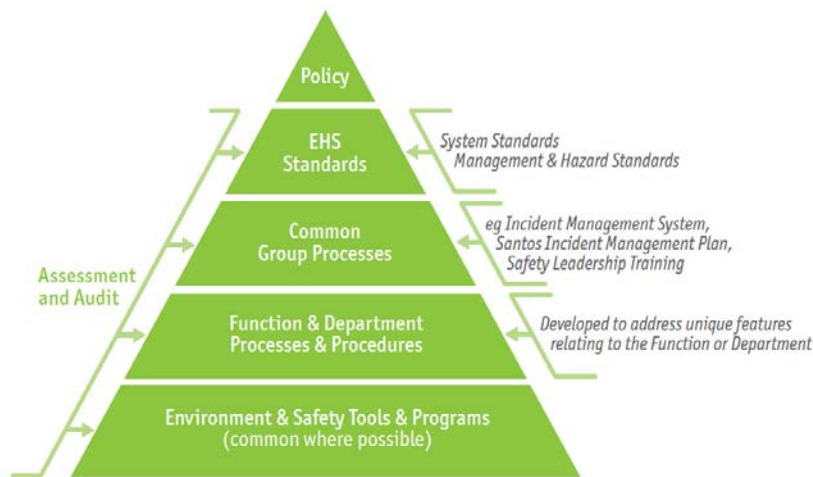 Policy
EHS
Standards
System Standards
Management & Hazard Standards
Common
Group Processes
eg Incident Management System,
Santos Incident Management Plan,
Safety Leadership Training
Assessment
and Audit
Function & Department
Processes & Procedures
Developed to address unique features
relating to the Function or Department
Environment & Safety Tools & Programs
(common where possible)